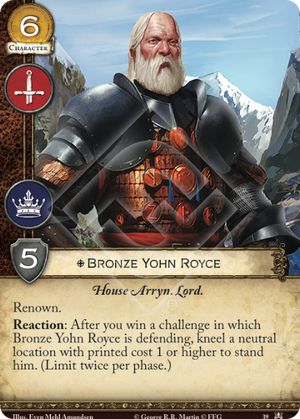 6
Character
5
Bronze Yohn Royce
House Arryn. Lord.
Renown.
Reaction: After you win a challenge in which
Bronze Yohn Royce is defending, kneel a neutral
location with printed cost 1 or higher to stand
him. (Limit twice per phase.)
Illus. Even Mehl Amundsen
© George R.R. Martin © FFG